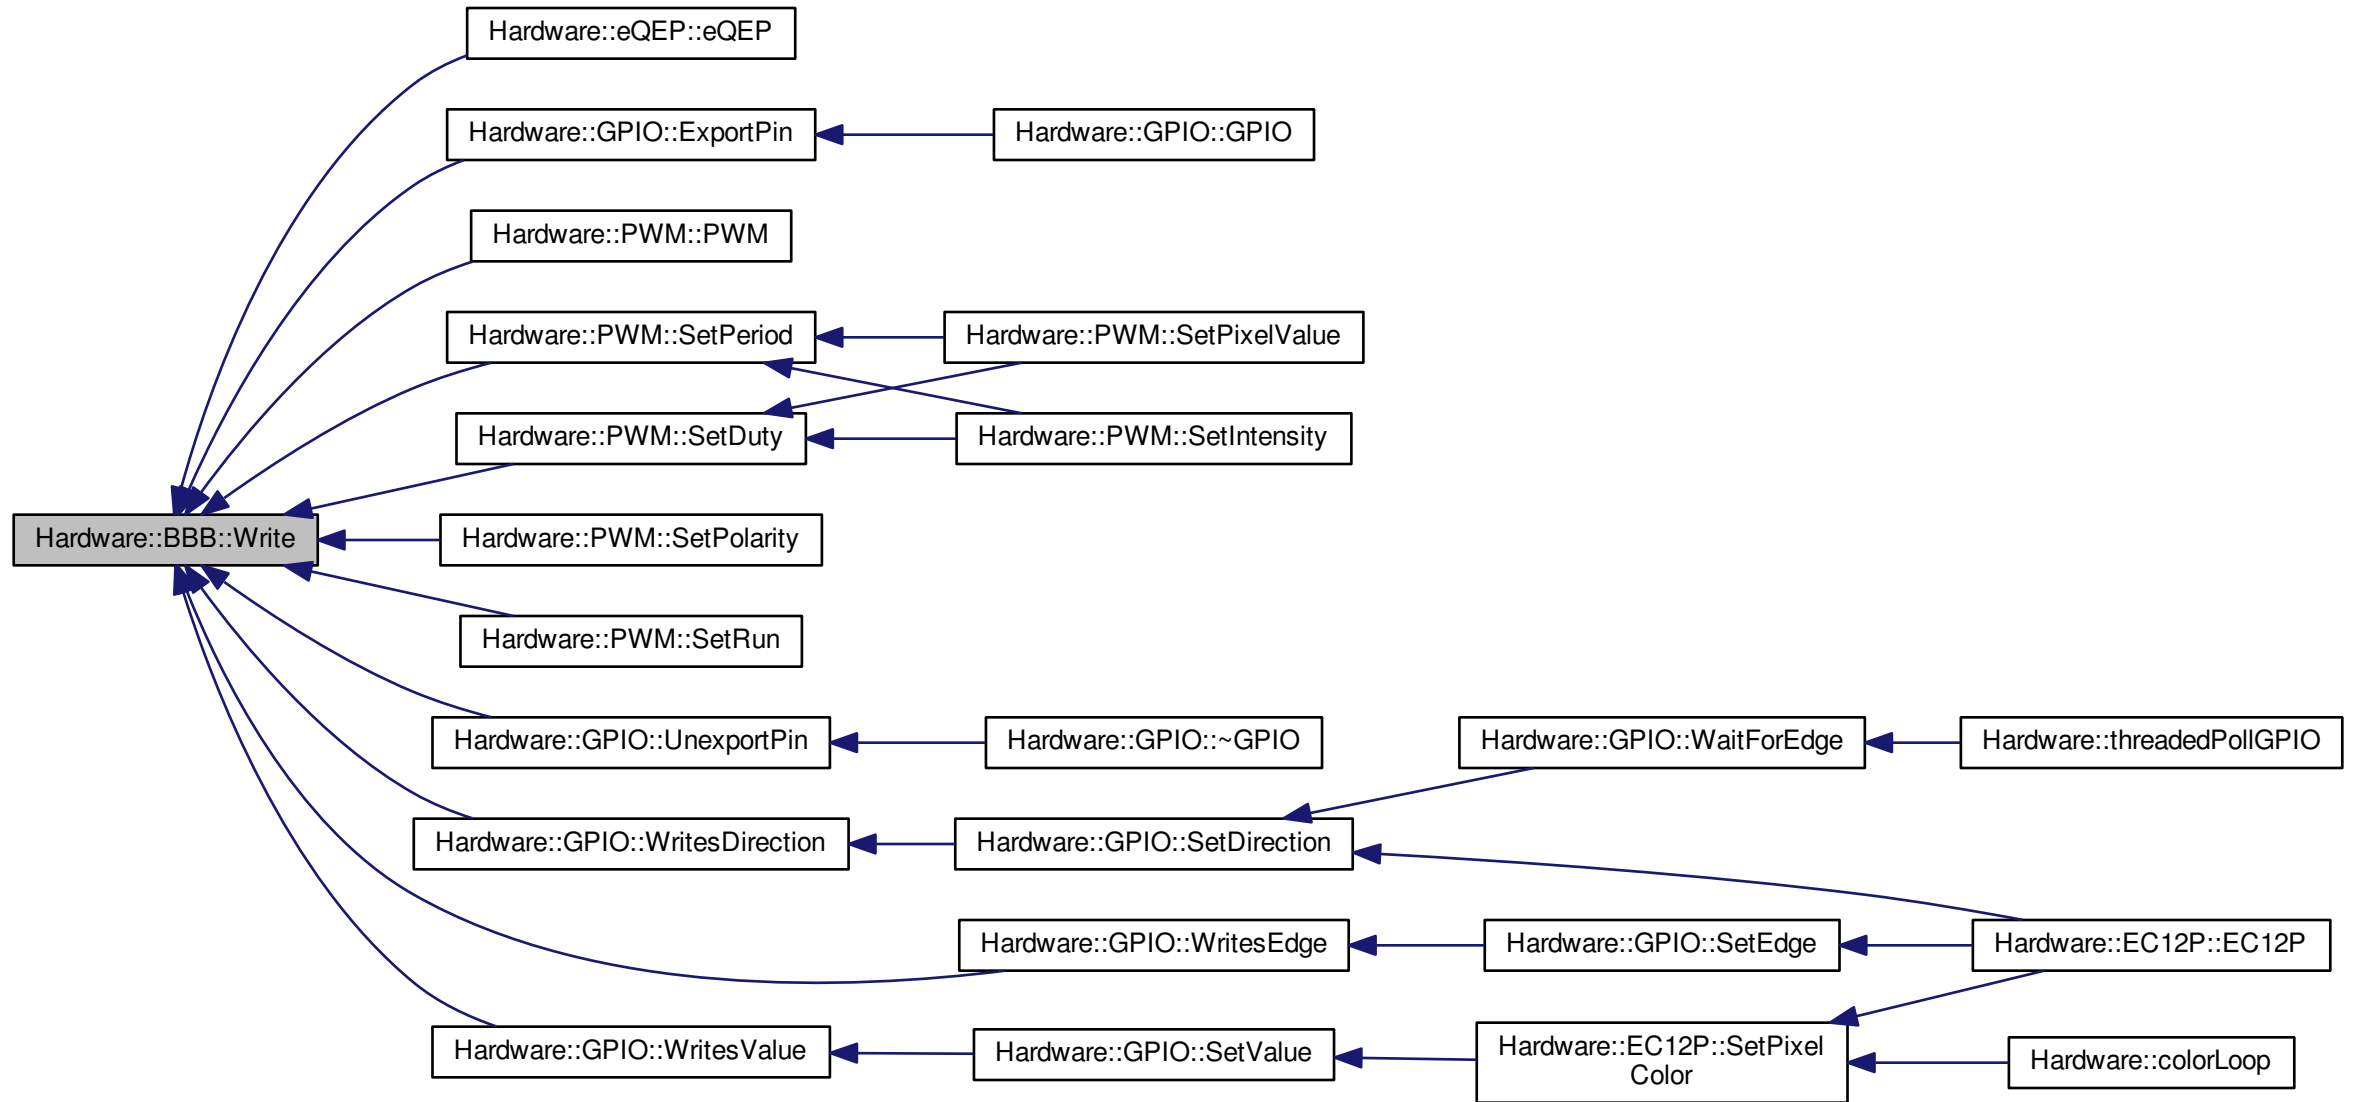 Hardware::eQEP::eQEP
Hardware::GPIO::ExportPin
Hardware::GPIO::GPIO
Hardware::PWM::PWM
Hardware::PWM::SetPeriod
Hardware::PWM::SetPixelValue
Hardware::PWM::SetDuty
Hardware::PWM::SetIntensity
Hardware::BBB::Write
Hardware::PWM::SetPolarity
Hardware::PWM::SetRun
Hardware::GPIO::UnexportPin
Hardware::GPIO::~GPIO
Hardware::GPIO::WaitForEdge
Hardware::threadedPollGPIO
Hardware::GPIO::WritesDirection
Hardware::GPIO::SetDirection
Hardware::GPIO::WritesEdge
Hardware::GPIO::SetEdge
Hardware::EC12P::EC12P
Hardware::GPIO::WritesValue
Hardware::GPIO::SetValue
Hardware::EC12P::SetPixel
Color
Hardware::colorLoop